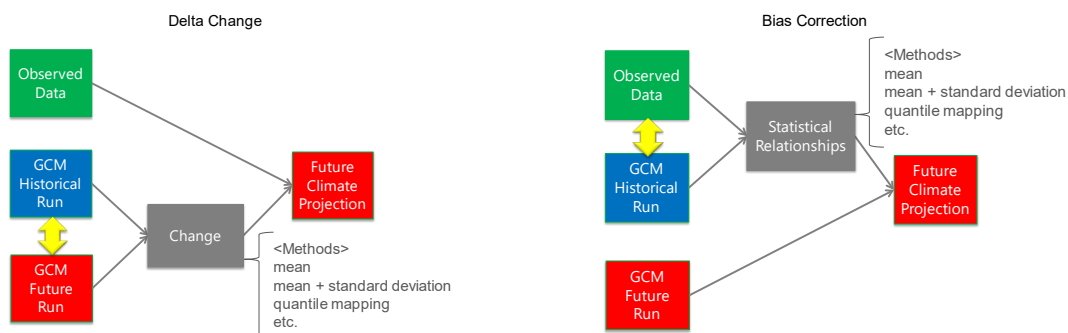 Delta Change
Observed
Data
GCM
Historical
Run
GCM
Future
Run
Change
Future
Climate
Projection
<Methods>
mean
mean + standard deviation
quantile mapping
etc.
Bias Correction
Observed
Data
GCM
Historical
Run
GCM
Future
Run
Statistical
Relationships
<Methods>
mean
mean + standard deviation
quantile mapping
etc.
Future
Climate
Projection